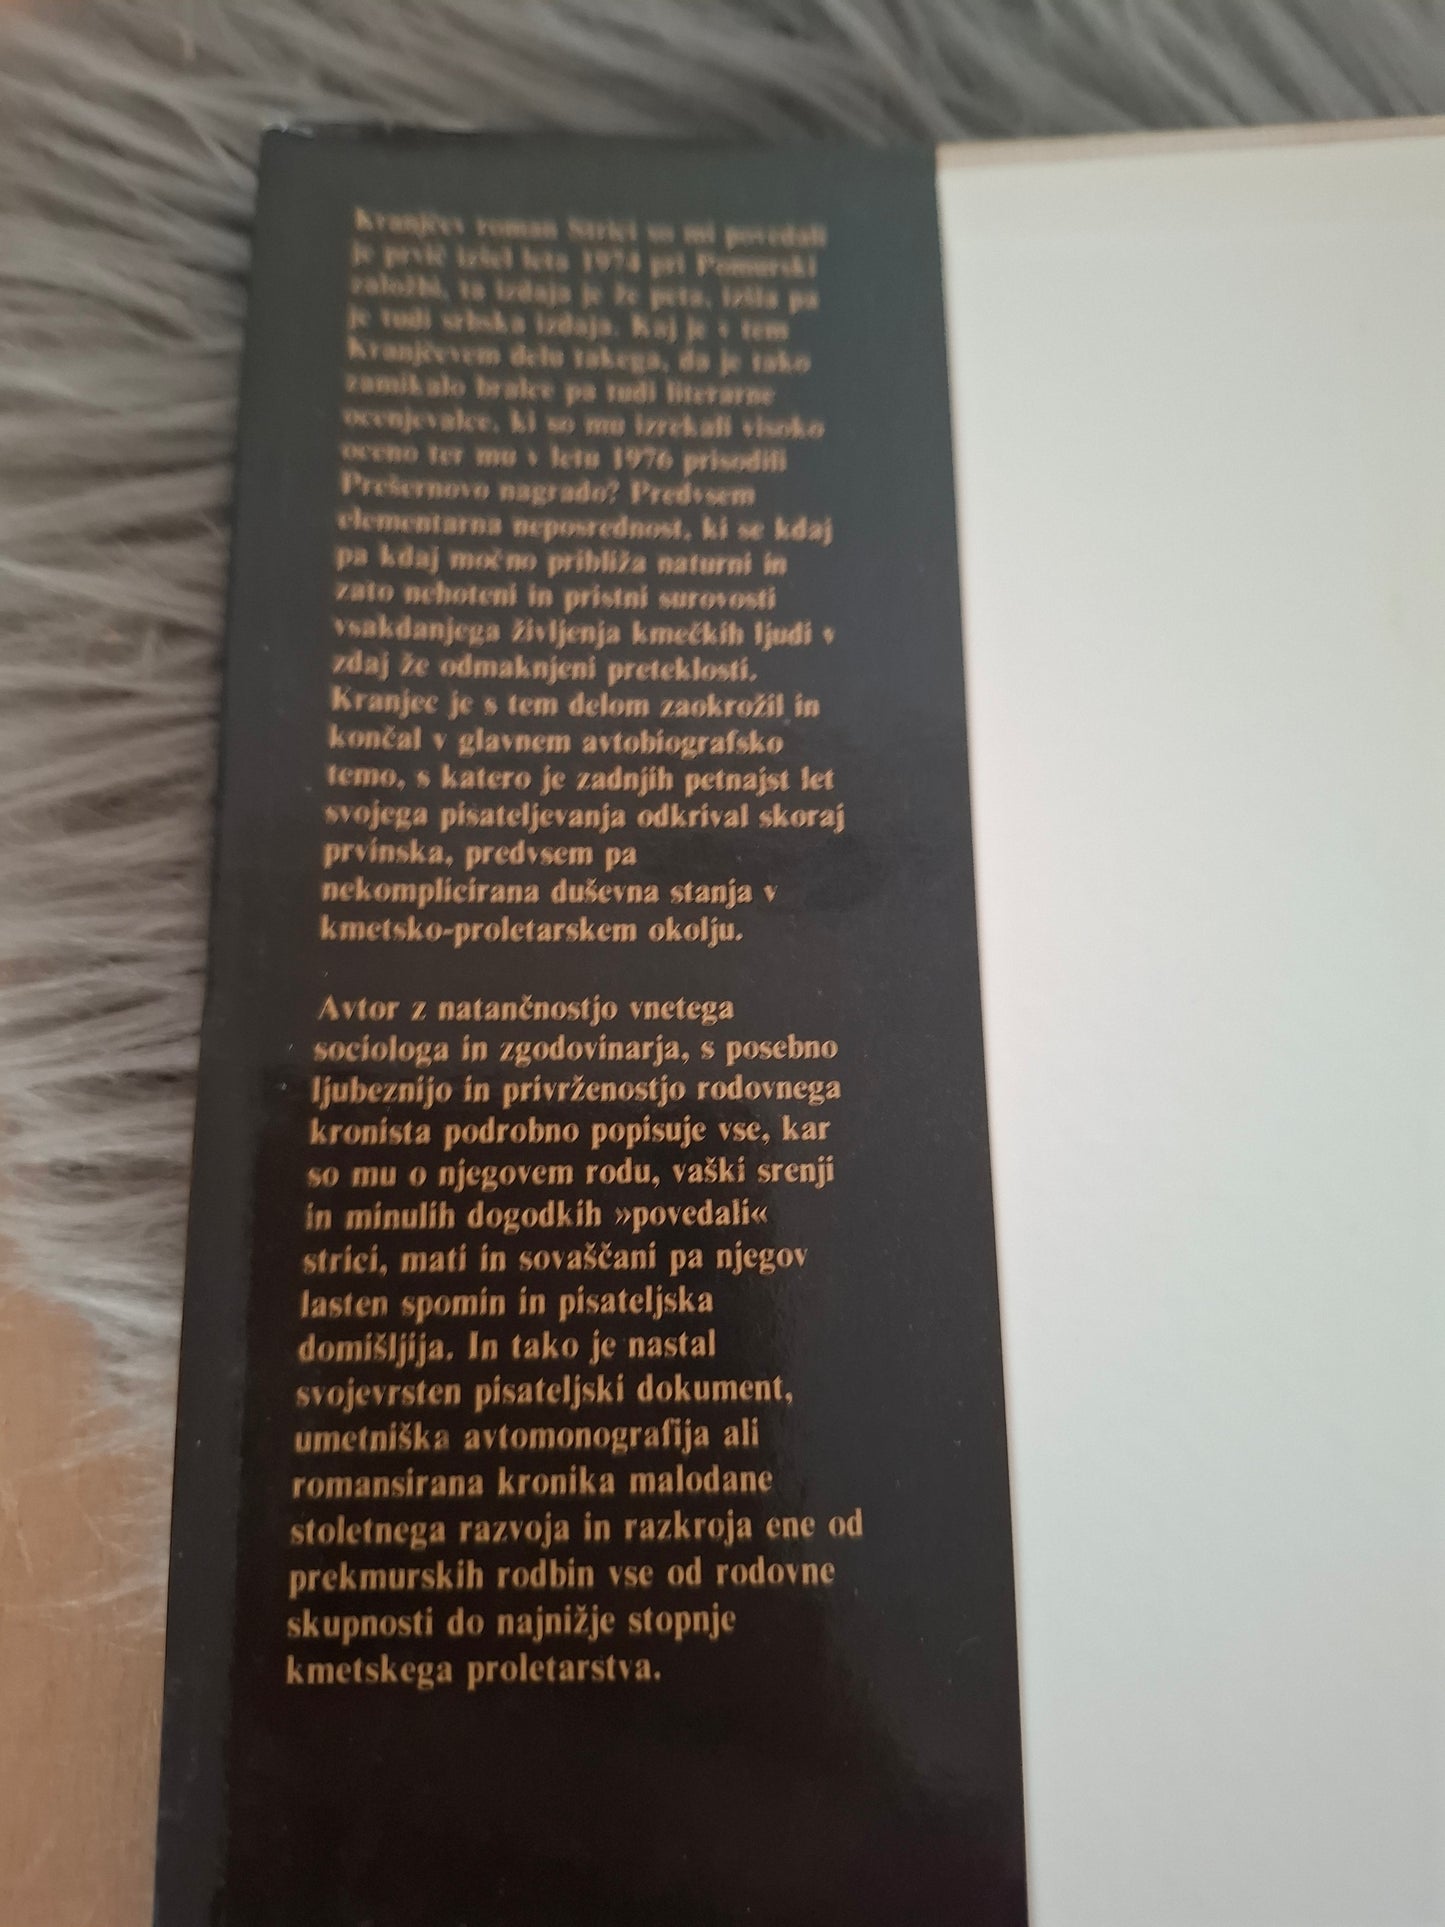 Kranjčev roman Strici so mi povedali
je prvič izšel leta 1974 pri Pomurski
založbi, ta izdaja je že peta, izšla pa
je tudi srbska izdaja. Kaj je v tem
Kranjčevem delu takega, da je tako
zamikalo bralce pa tudi literarne
ocenjevalce, ki so mu izrekali visoko
oceno ter mu v letu 1976 prisodili
Prešernovo nagrado? Predvsem
elementarna neposrednost, ki se kdaj
pa kdaj močno približa naturni in
zato nehoteni in pristni surovosti
vsakdanjega življenja kmečkih ljudi v
zdaj že odmaknjeni preteklosti.
Kranjec je s tem delom zaokrožil in
končal v glavnem avtobiografsko
temo, s katero je zadnjih petnajst let
svojega pisateljevanja odkrival skoraj
prvinska, predvsem pa
nekomplicirana duševna stanja v
kmetsko-proletarskem okolju.
Avtor z natančnostjo vnetega
sociologa in zgodovinarja, s posebno
ljubeznijo in privrženostjo rodovnega
kronista podrobno popisuje vse, kar
so mu o njegovem rodu, vaški srenji
in minulih dogodkih »povedali«
strici, mati in sovaščani pa njegov
lasten spomin in pisateljska
domišljija. In tako je nastal
svojevrsten pisateljski dokument,
umetniška avtomonografija ali
romansirana kronika malodane
stoletnega razvoja in razkroja ene od
prekmurskih rodbin vse od rodovne
skupnosti do najnižje stopnje
kmetskega proletarstva.